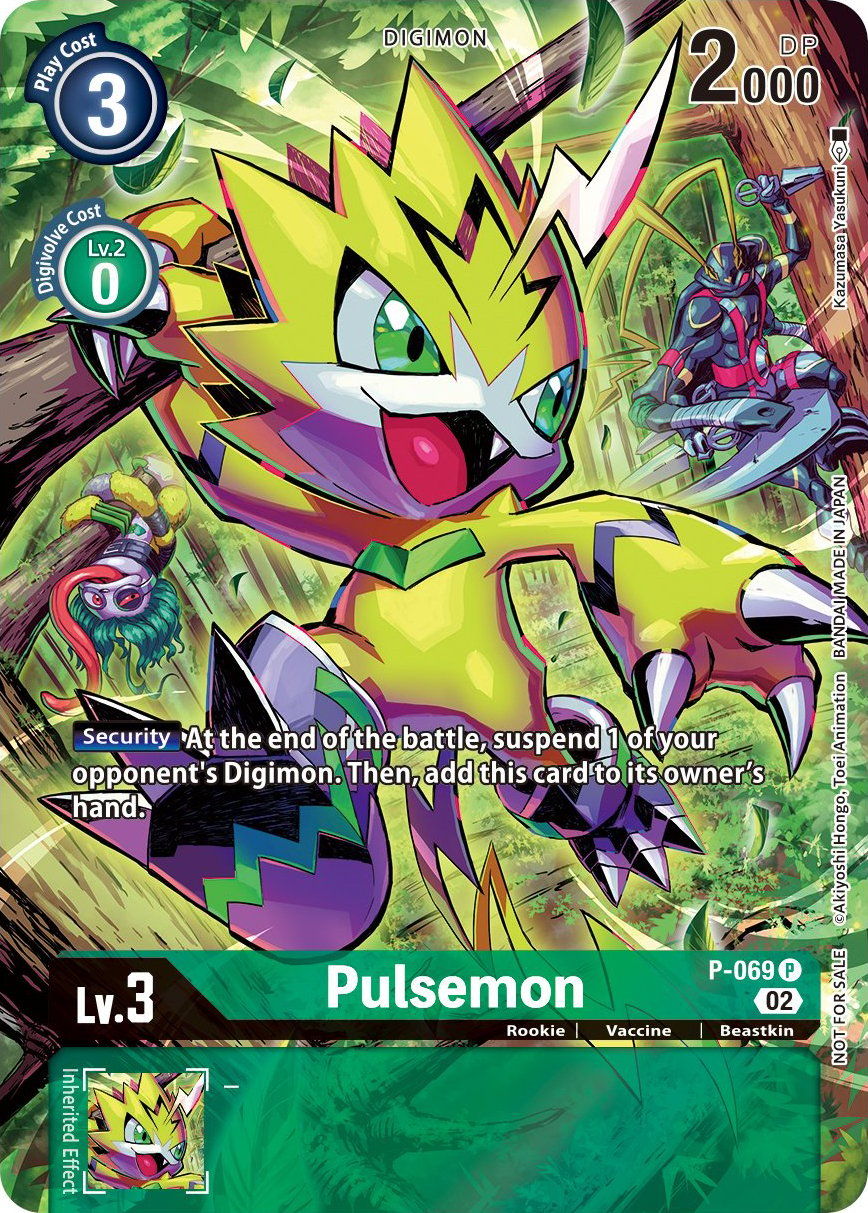 DIGIMON
Play Cost
3
DP
2000
Digivolve Cost
Lv.2
0
Kazumasa Yasukuni
Security At the end of the battle, suspend 1 of your
opponent's Digimon. Then, add this card to its owner's
hand.
©Akiyoshi Hongo, Toei Animation BANDAI MADE IN JAPAN
NOT FOR SALE
Lv.3
Pulsemon
P-069 P
02
Rookie | Vaccine | Beastkin
Inherited Effect
–